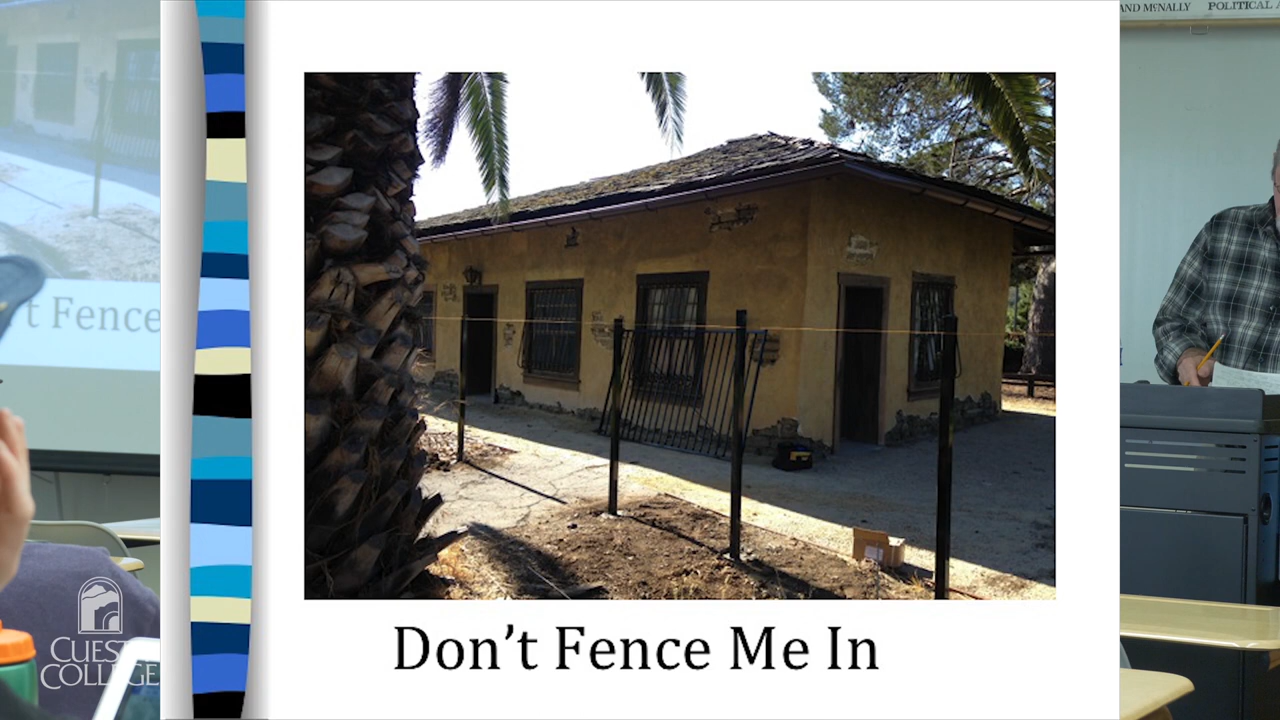 AND MCNALLY POLITICAL
t Fence
Don't Fence Me In
CUESTA
COLLEGE